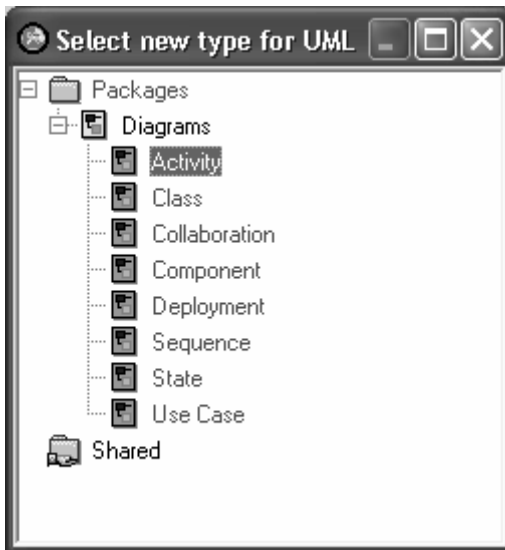 Select new type for UML
Packages
Diagrams
Activity
Class
Collaboration
Component
Deployment
Sequence
State
Use Case
Shared